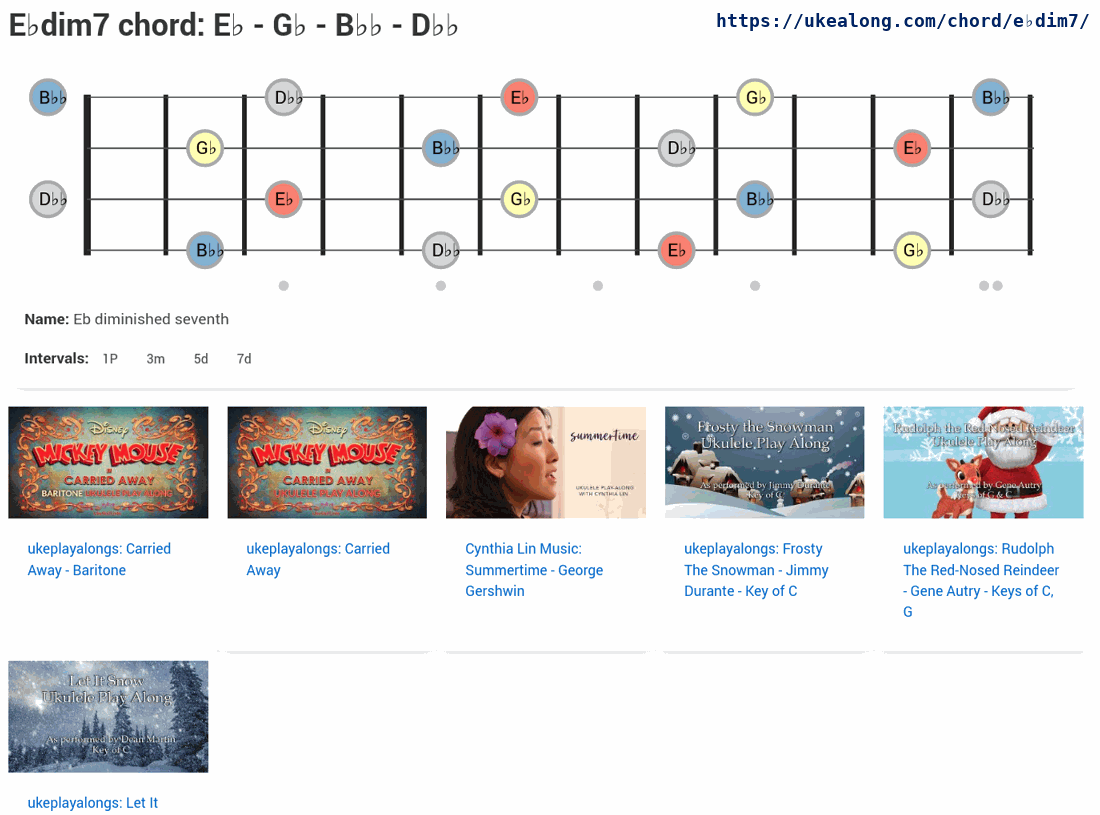 E♭dim7 chord: E♭ - G♭ - B♭♭ - D♭♭
https://ukealong.com/chord/e♭dim7/
B♭♭ D♭♭ E♭ G♭ B♭♭
G♭ B♭♭ D♭♭ E♭
D♭♭ E♭ G♭ B♭♭ D♭♭
B♭♭ D♭♭ E♭ G♭
Name: Eb diminished seventh
Intervals: 1P 3m 5d 7d
Disney
MICKEY MOUSE
IN
CARRIED AWAY
BARITONE UKULELE PLAY ALONG
Disney
MICKEY MOUSE
IN
CARRIED AWAY
UKULELE PLAY ALONG
summertime
UKULELE PLAY-ALONG
WITH CYNTHIA LIN
Frosty the Snowman
Ukulele Play Along
As performed by Jimmy Durante
Key of C
Rudolph the Red-Nosed Reindeer
Ukulele Play Along
As performed by Gene Autry
Keys of G & C
ukeplayalongs: Carried
Away - Baritone
ukeplayalongs: Carried
Away
Cynthia Lin Music:
Summertime - George
Gershwin
ukeplayalongs: Frosty
The Snowman - Jimmy
Durante - Key of C
ukeplayalongs: Rudolph
The Red-Nosed Reindeer
- Gene Autry - Keys of C,
G
Let It Snow
Ukulele Play Along
As performed by Dean Martin
Key of C
ukeplayalongs: Let It